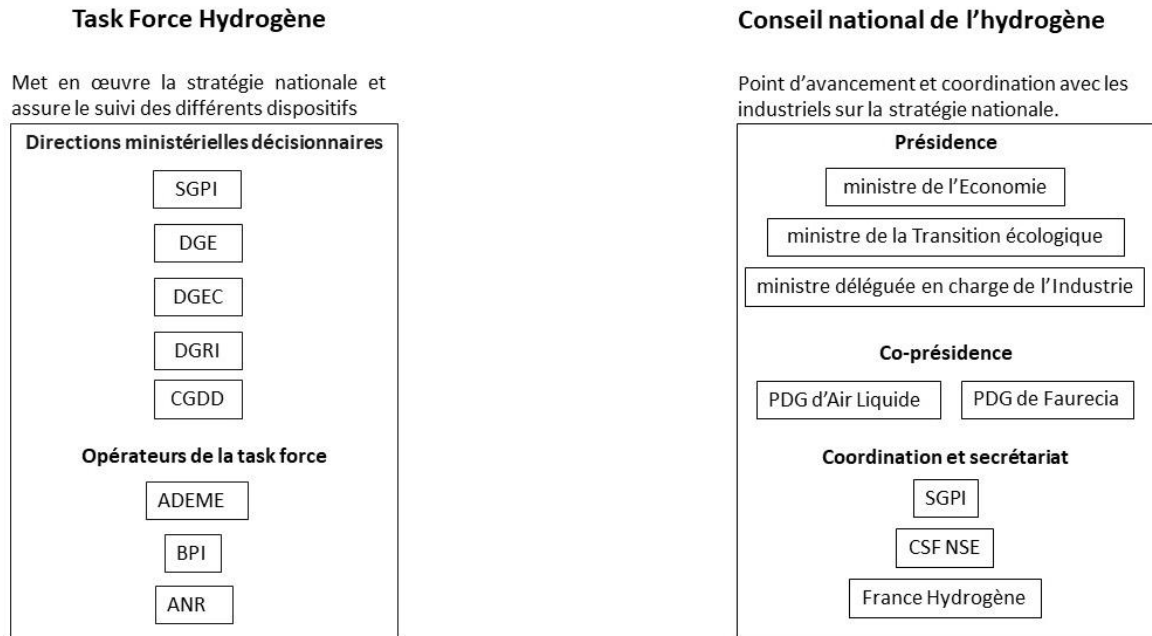 Task Force Hydrogène
Met en œuvre la stratégie nationale et
assure le suivi des différents dispositifs
Directions ministérielles décisionnaires
SGPI
DGE
DGEC
DGRI
CGDD
Opérateurs de la task force
ADEME
BPI
ANR
Conseil national de l’hydrogène
Point d’avancement et coordination avec les
industriels sur la stratégie nationale.
Présidence
ministre de l’Economie
ministre de la Transition écologique
ministre déléguée en charge de l’Industrie
Co-présidence
PDG d’Air Liquide
PDG de Faurecia
Coordination et secrétariat
SGPI
CSF NSE
France Hydrogène